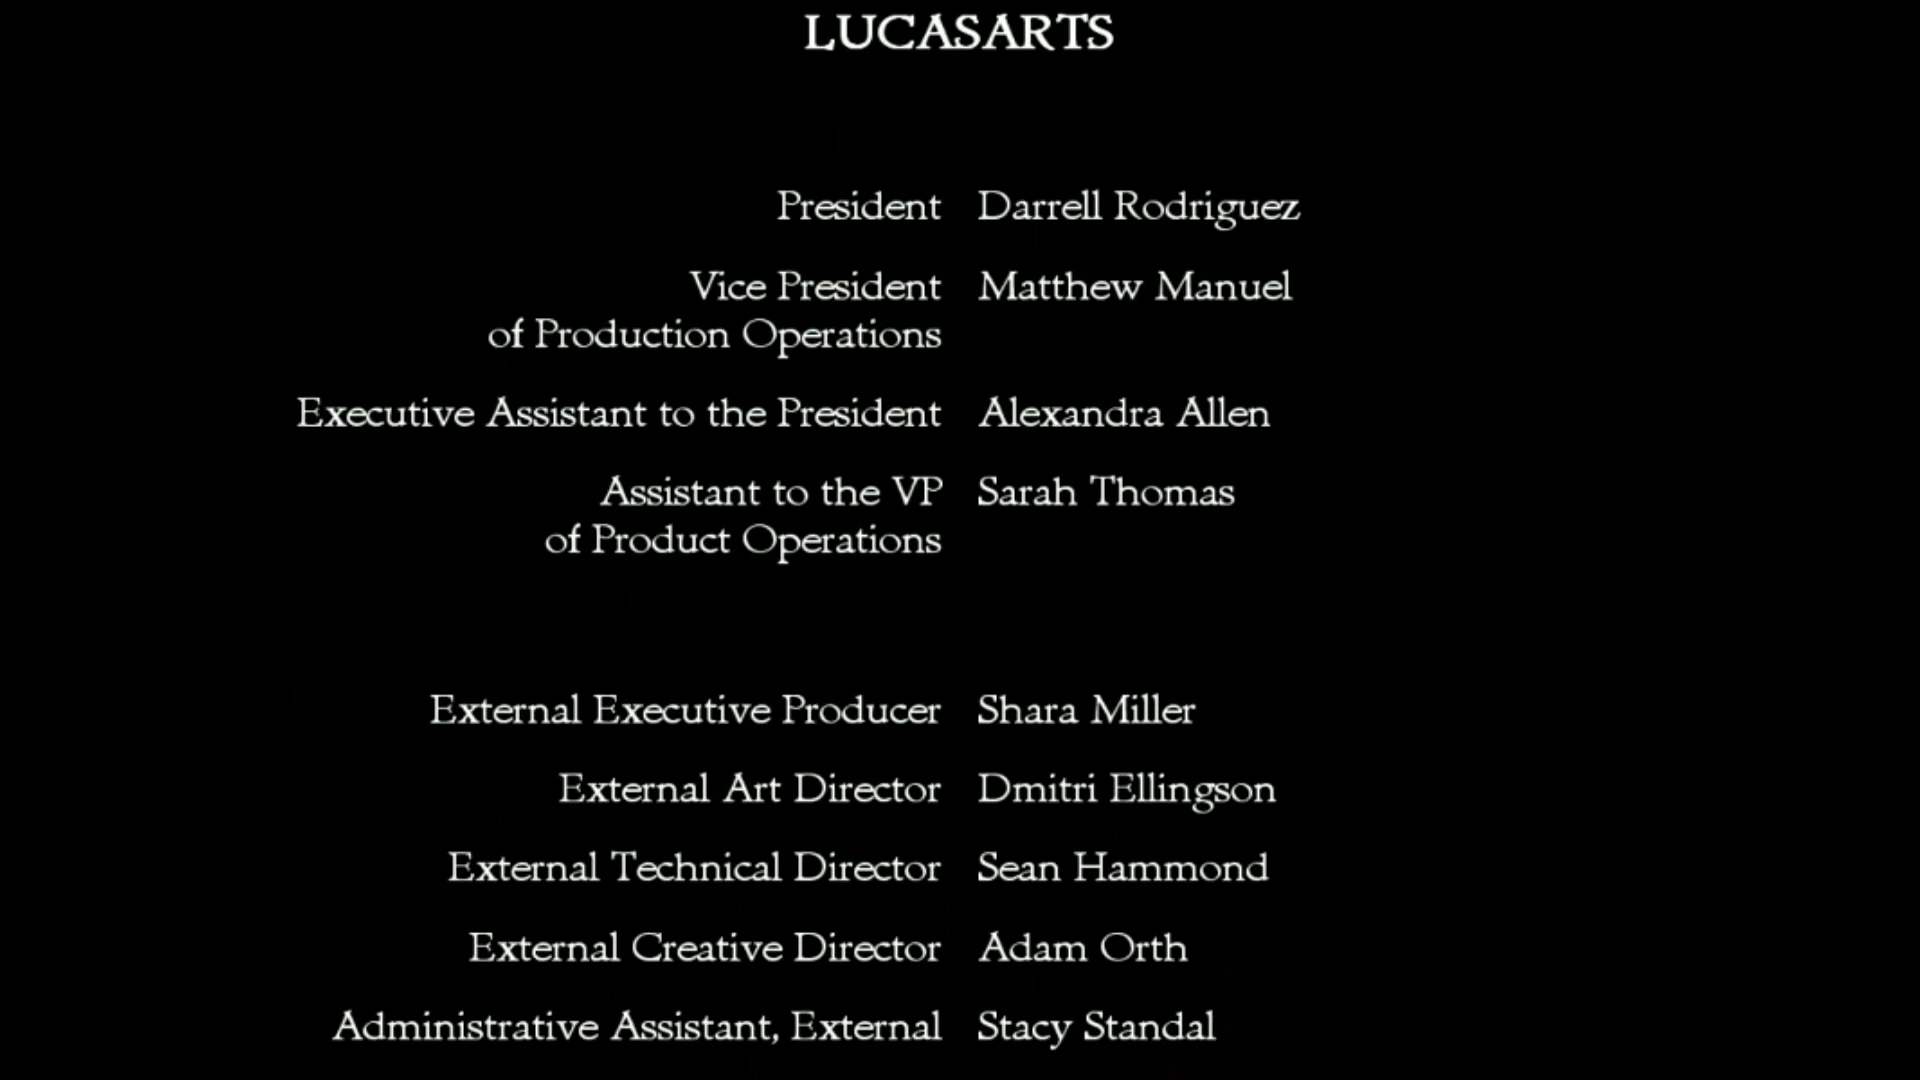 LUCASARTS
President Darrell Rodriguez
Vice President Matthew Manuel
of Production Operations
Executive Assistant to the President Alexandra Allen
Assistant to the VP Sarah Thomas
of Product Operations
External Executive Producer Shara Miller
External Art Director Dmitri Ellingson
External Technical Director Sean Hammond
External Creative Director Adam Orth
Administrative Assistant, External Stacy Standal